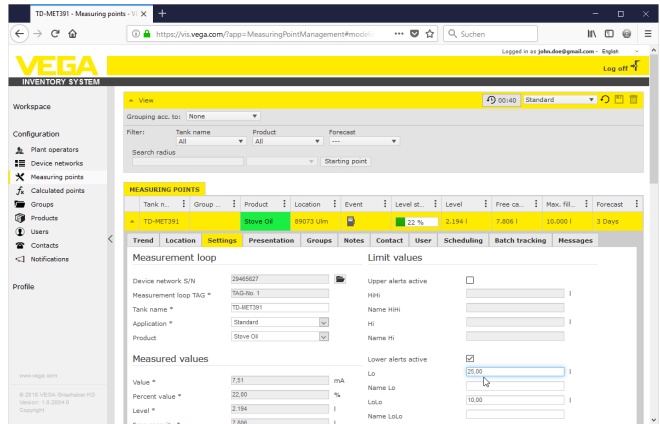 TD-MET391 - Measuring points - VE
https://vis.vega.com/?app=MeasuringPointManagement#model=
Suchen
Logged in as john.doe@gmail.com - English
VEGA
INVENTORY SYSTEM
Log off
Workspace
Configuration
Plant operators
Device networks
Measuring points
Calculated points
Groups
Products
Users
Contacts
Notifications
Profile
www.vega.com
© 2018 VEGA Grieshaber KG
Version: 1.8.2004.0
Copyright
View
00:40 Standard
Grouping acc. to: None
Filter: Tank name Product Forecast
All All ---
Search radius
Starting point
MEASURING POINTS
Tank n... Group ... Product Location Event Level st... Level Free ca... Max. fill... Forecast
TD-MET391 Stove Oil 89073 Ulm 22 % 2.194 l 7.806 l 10.000 l 3 Days
Trend Location Settings Presentation Groups Notes Contact User Scheduling Batch tracking Messages
Measurement loop
Device network S/N 29465627
Measurement loop TAG * TAG-No. 1
Tank name * TD-MET391
Application * Standard
Product Stove Oil
Measured values
Value * 7,51 mA
Percent value * 22,00 %
Level * 2.194 l
7.806 l
Limit values
Upper alerts active
HiHi l
Name HiHi
Hi l
Name Hi
Lower alerts active
Lo 25,00 l
Name Lo
LoLo 10,00 l
Name LoLo